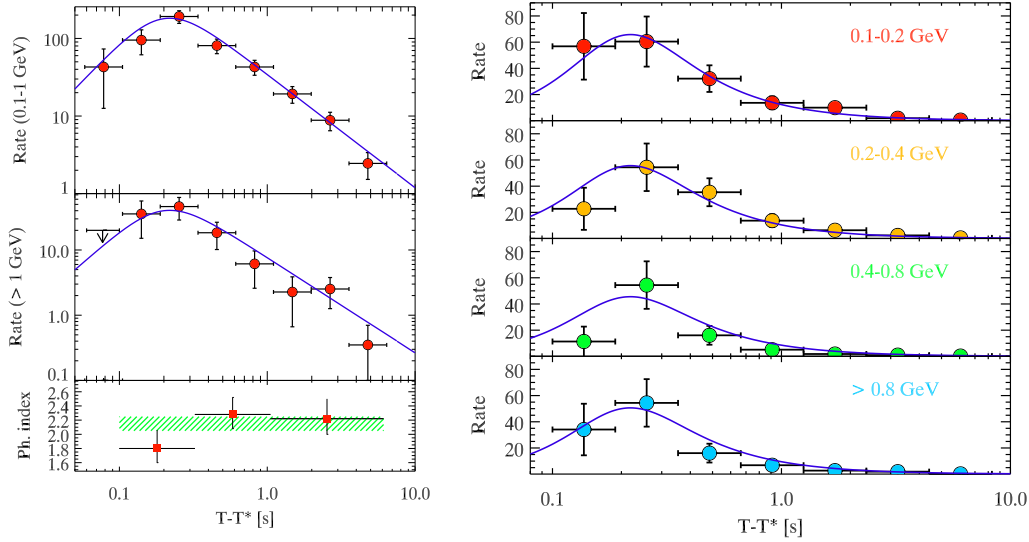 Rate (0.1-1 GeV)
100
10
1
Rate (> 1 GeV)
10.0
1.0
0.1
Ph. index
2.6
2.4
2.2
2.0
1.8
1.6
0.1
1.0
10.0
T-T* [s]
Rate
80
60
40
20
0.1-0.2 GeV
Rate
80
60
40
20
0.2-0.4 GeV
Rate
80
60
40
20
0.4-0.8 GeV
Rate
80
60
40
20
> 0.8 GeV
0.1
1.0
10.0
T-T* [s]